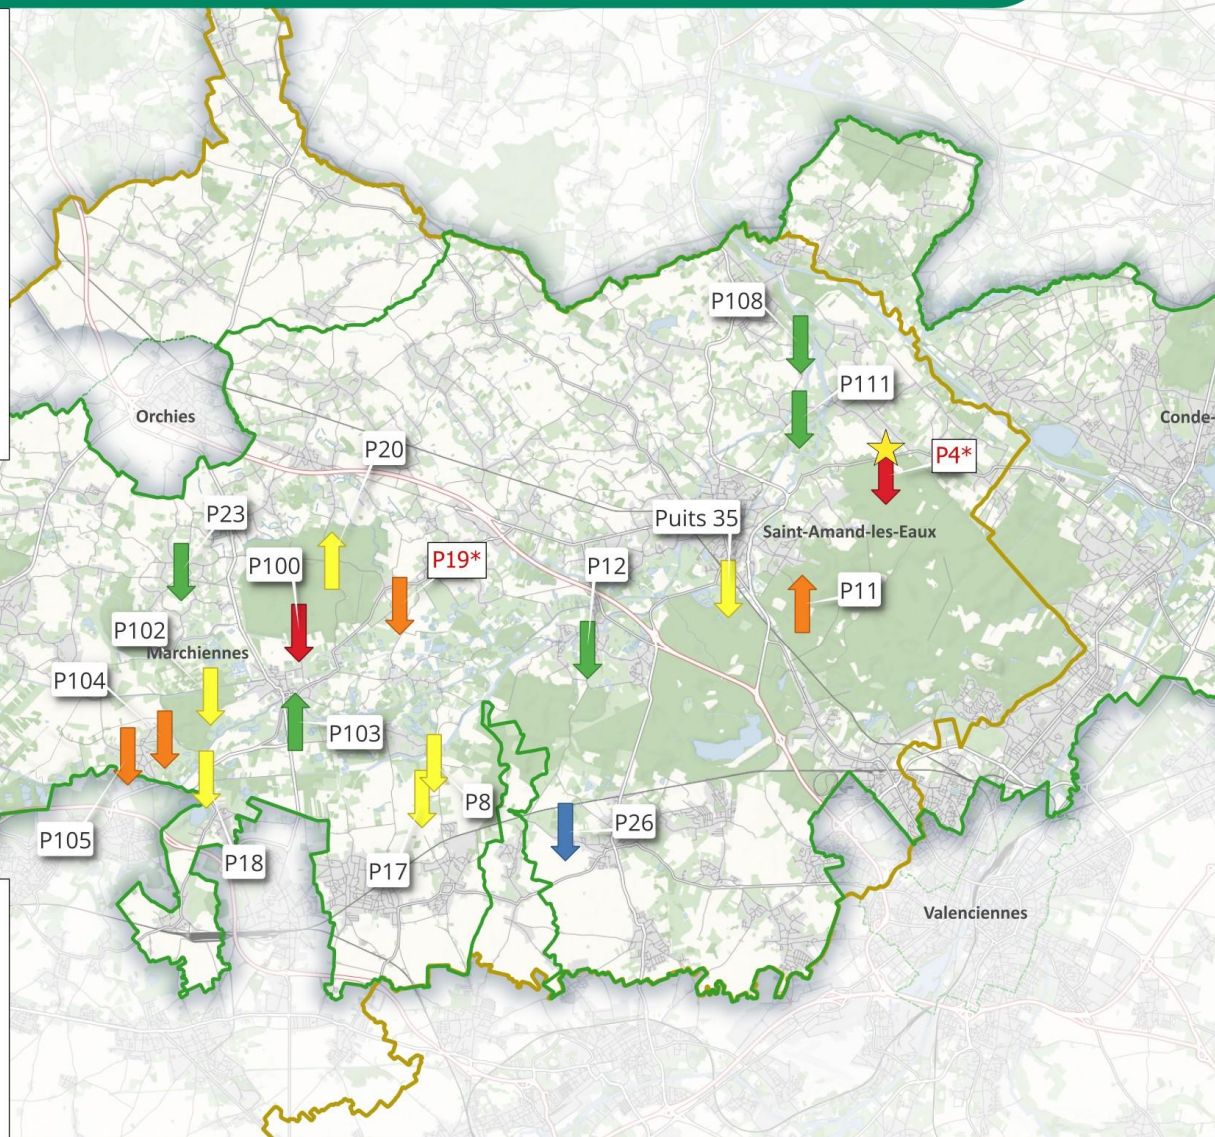 P108
P111
Orchies
Conde-
P20
P4*
P23
Puits 35
Saint-Amand-les-Eaux
P100
P19*
P12
P11
P102
Marchiennes
P104
P103
P8
P26
P105
P18
P17
Valenciennes